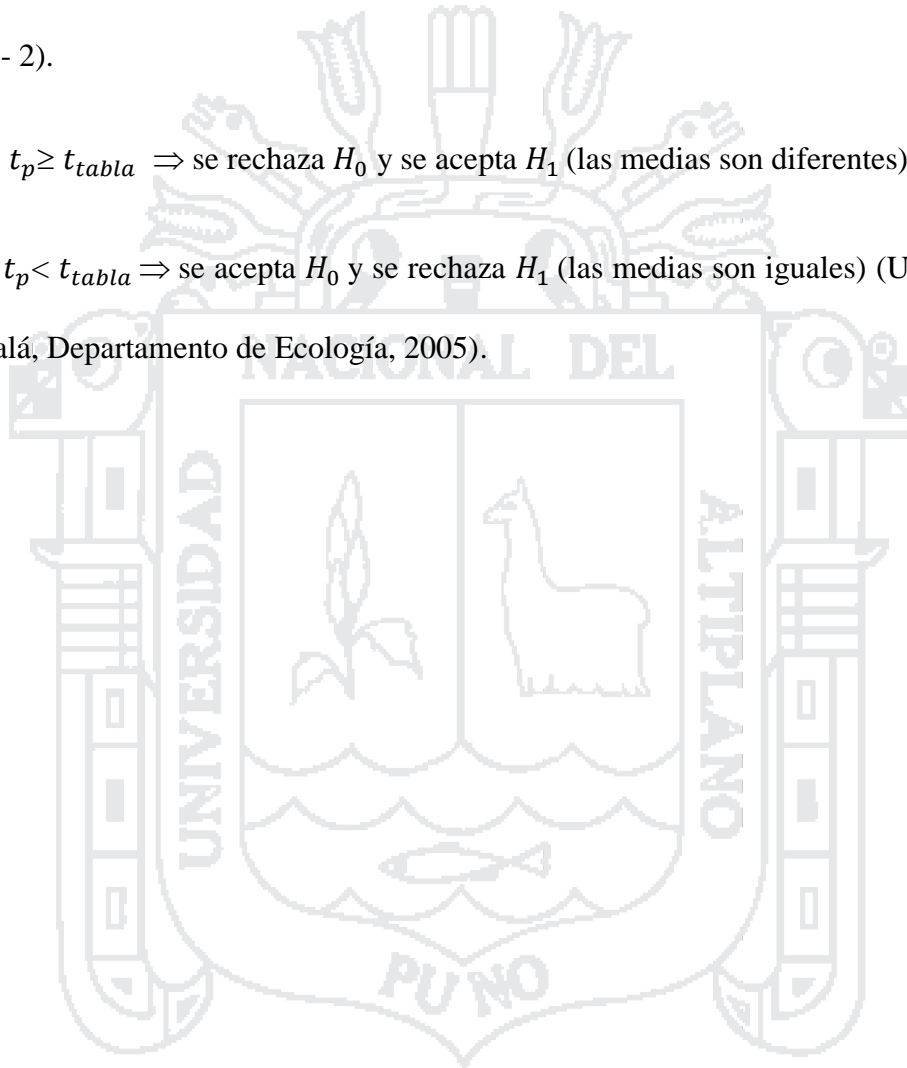 - 2).
t_p ≥ t_tabla ⇒ se rechaza H_0 y se acepta H_1 (las medias son diferentes)
t_p < t_tabla ⇒ se acepta H_0 y se rechaza H_1 (las medias son iguales) (U
alá, Departamento de Ecología, 2005).
NACIONAL DEL
UNIVERSIDAD
ALTIPLANO
PUNO